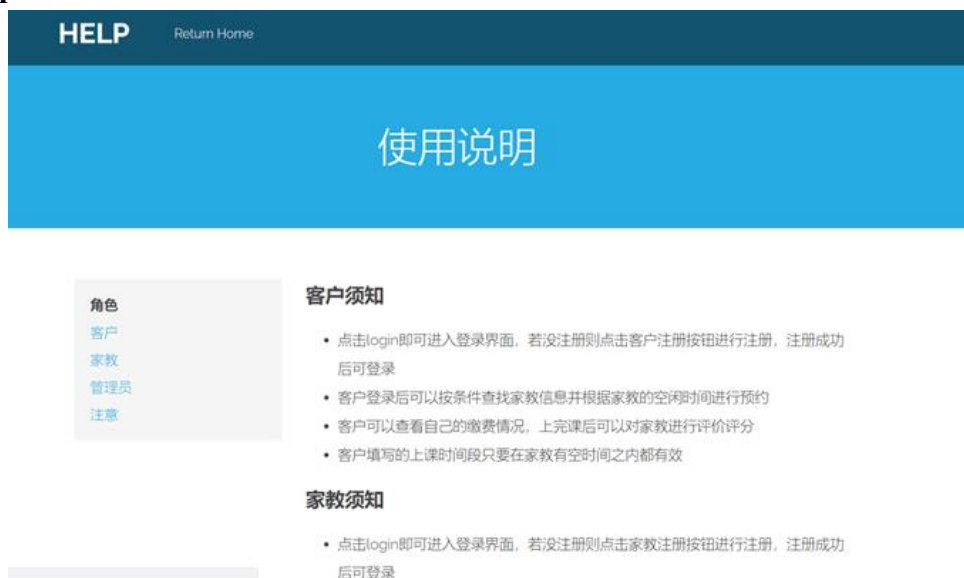 HELP Return Home
使用说明
角色
客户
家教
管理员
注意
客户须知
• 点击login即可进入登录界面，若没注册则点击客户注册按钮进行注册，注册成功
后可登录
• 客户登录后可以按条件查找家教信息并根据家教的空闲时间进行预约
• 客户可以查看自己的缴费情况，上完课后可以对家教进行评价评分
• 客户填写的上课时间段只要在家教有空时间之内都有效
家教须知
• 点击login即可进入登录界面，若没注册则点击家教注册按钮进行注册，注册成功
后可登录